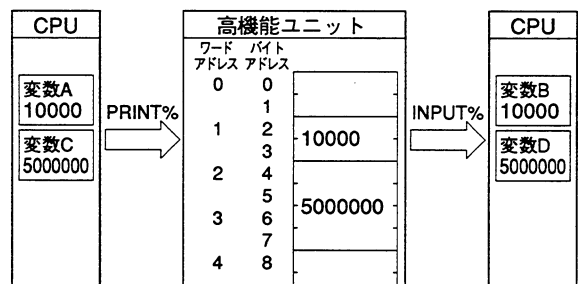 CPU
変数A
10000
変数C
5000000
PRINT%
高機能ユニット
ワード バイト
アドレス アドレス
0 0
1
1 2
3
2 4
5
3 6
7
4 8
10000
5000000
INPUT%
CPU
変数B
10000
変数D
5000000